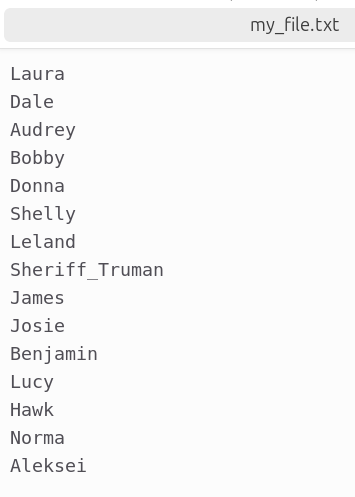 my_file.txt
Laura
Dale
Audrey
Bobby
Donna
Shelly
Leland
Sheriff_Truman
James
Josie
Benjamin
Lucy
Hawk
Norma
Aleksei